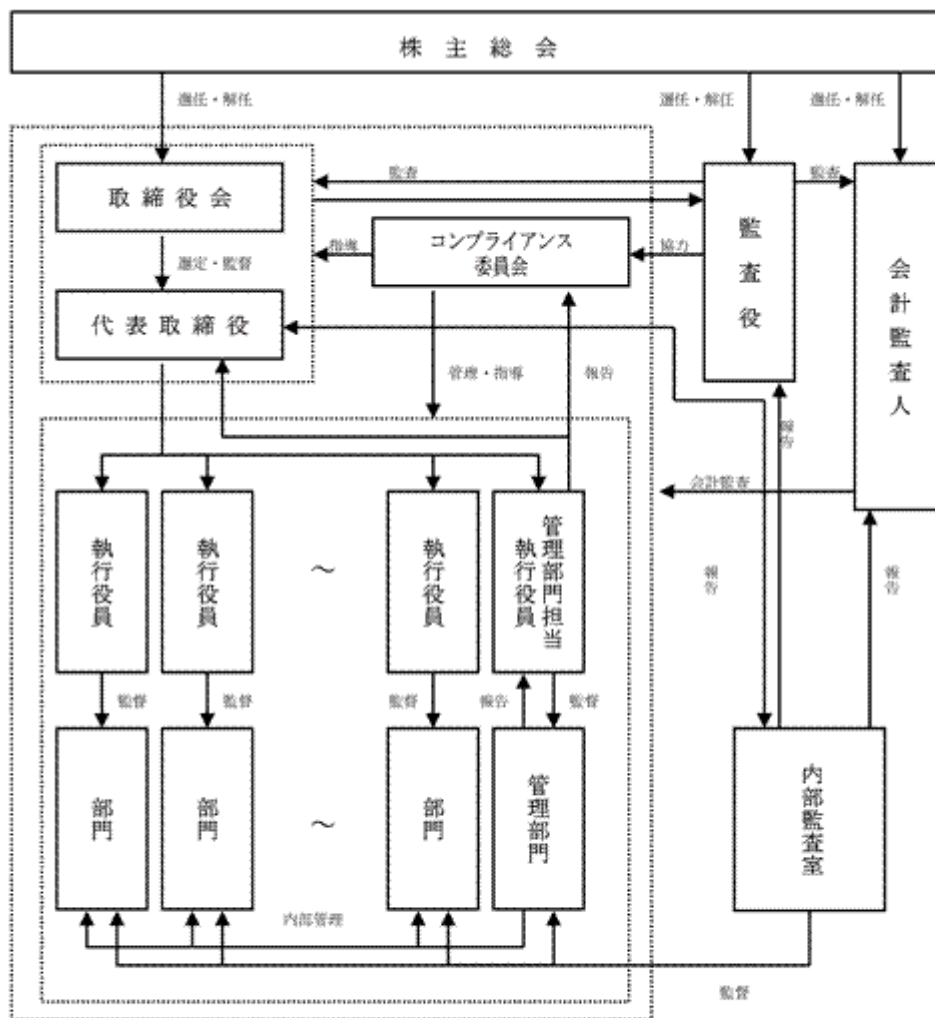 株主総会
選任・解任
選任・解任
選任・解任
取締役会
監査
監査
監査役
会計監査人
コンプライアンス
委員会
指導
協力
選定・監督
代表取締役
管理・指導
報告
報告
会計監査
執行役員
執行役員
～
執行役員
管理部門担当
執行役員
報告
報告
監督
監督
監督
報告
監督
部門
部門
～
部門
管理部門
内部監査室
内部管理
監督